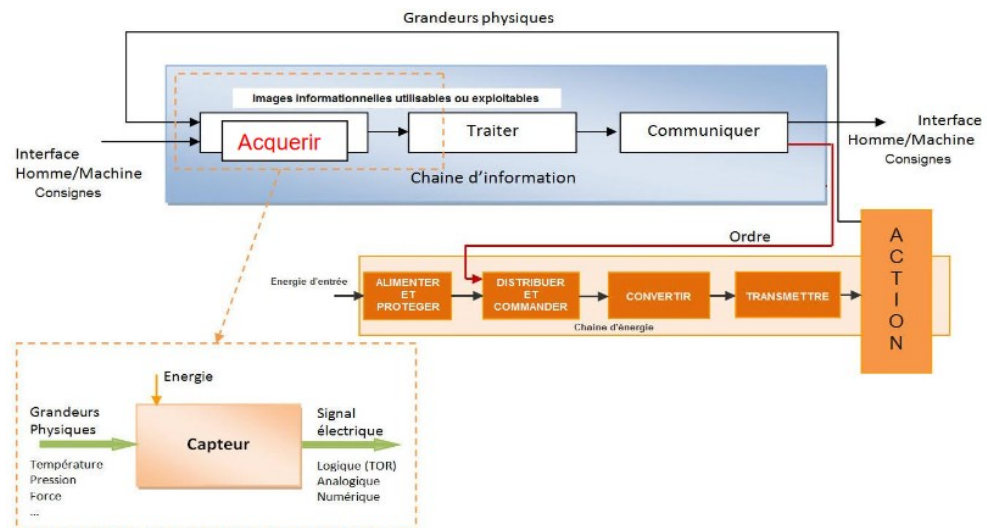 Grandeurs physiques
Images informationnelles utilisables ou exploitables
Acquerir
Traiter
Communiquer
Interface
Homme/Machine
Consignes
Interface
Homme/Machine
Consignes
Chaine d'information
Ordre
ACTION
Energie d'entrée
ALIMENTER
ET
PROTEGER
DISTRIBUER
ET
COMMANDER
CONVERTIR
TRANSMETTRE
Chaine d'énergie
Energie
Grandeurs
Physiques
Capteur
Signal
électrique
Température
Pression
Force
...
Logique (TOR)
Analogique
Numérique